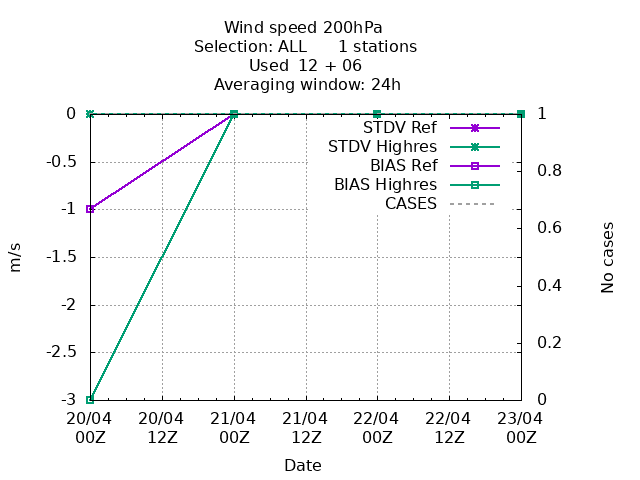 Wind speed 200hPa
Selection: ALL      1 stations
Used  12 + 06
Averaging window: 24h
STDV Ref
STDV Highres
BIAS Ref
BIAS Highres
CASES
0
-0.5
-1
-1.5
-2
-2.5
-3
m/s
1
0.8
0.6
0.4
0.2
0
No cases
20/04 20/04 21/04 21/04 22/04 22/04 23/04
00Z 12Z 00Z 12Z 00Z 12Z 00Z
Date